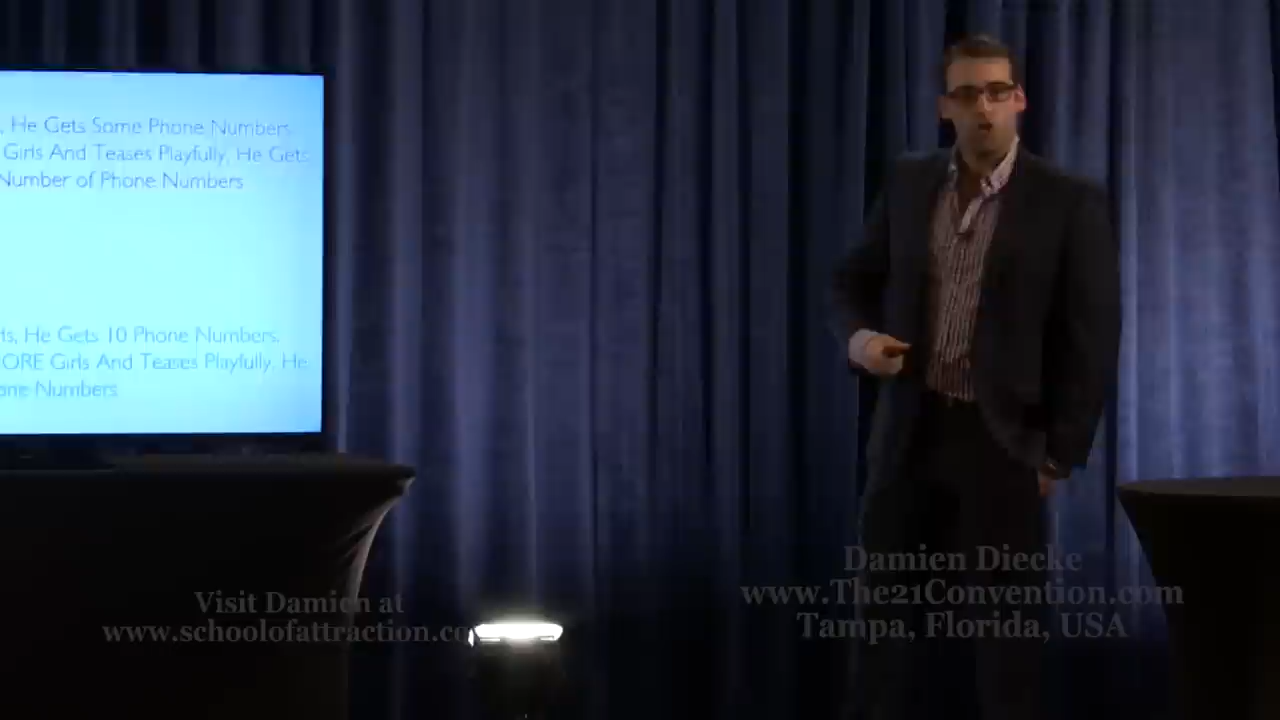 , He Gets Some Phone Numbers.
Girls And Teases Playfully, He Gets
Number of Phone Numbers
He Gets 10 Phone Numbers.
ORE Girls And Teases Playfully. He
one Numbers
Visit Damien at
www.schoolofattraction.co
Damien Diecke
www.The21Convention.com
Tampa, Florida, USA